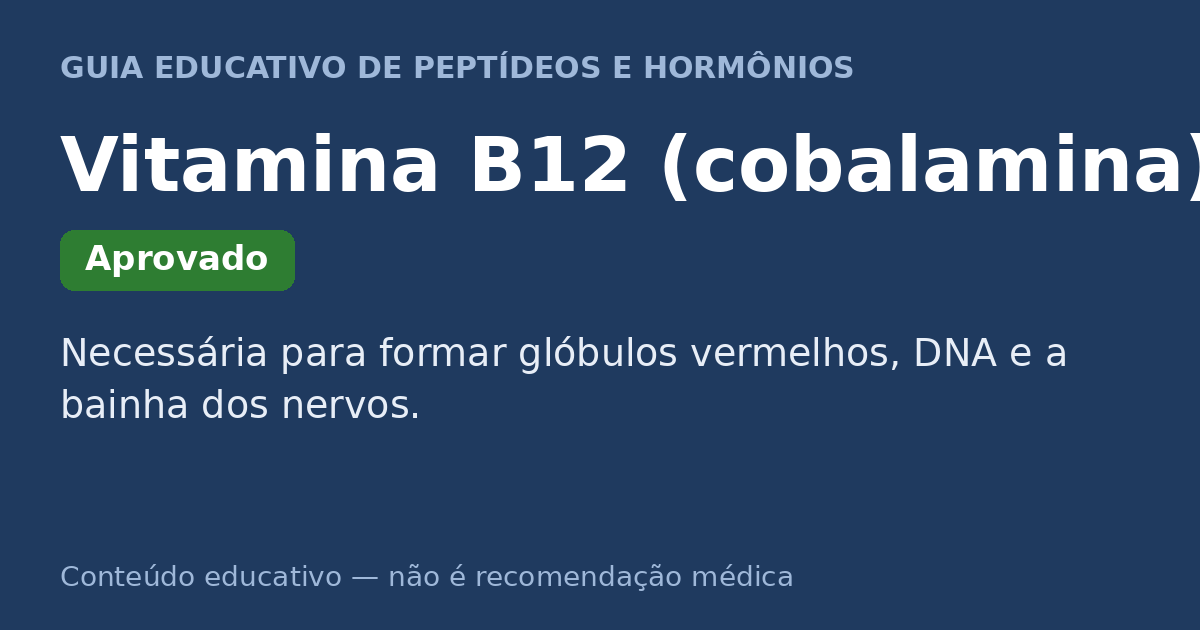 GUIA EDUCATIVO DE PEPTÍDEOS E HORMÔNIOS
Vitamina B12 (cobalamina)
Aprovado
Necessária para formar glóbulos vermelhos, DNA e a
bainha dos nervos.
Conteúdo educativo — não é recomendação médica